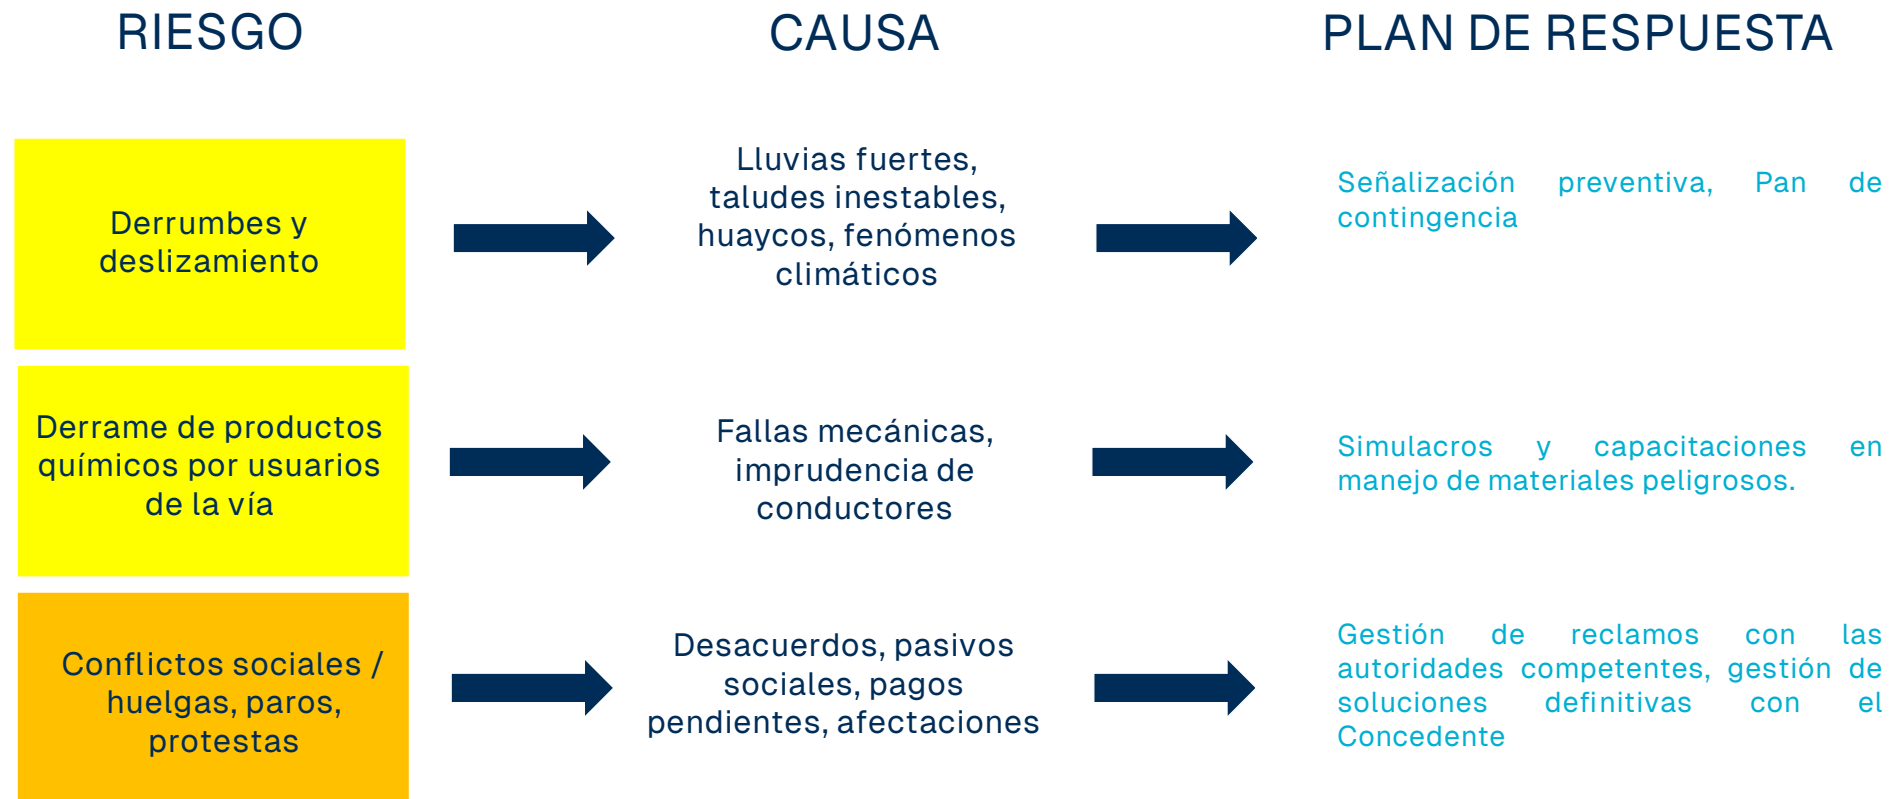 RIESGO
CAUSA
PLAN DE RESPUESTA
Derrumbes y
deslizamiento
Lluvias fuertes,
taludes inestables,
huaycos, fenómenos
climáticos
Señalización preventiva, Pan de
contingencia
Derrame de productos
químicos por usuarios
de la vía
Fallas mecánicas,
imprudencia de
conductores
Simulacros y capacitaciones en
manejo de materiales peligrosos.
Conflictos sociales /
huelgas, paros,
protestas
Desacuerdos, pasivos
sociales, pagos
pendientes, afectaciones
Gestión de reclamos con las
autoridades competentes, gestión de
soluciones definitivas con el
Concedente